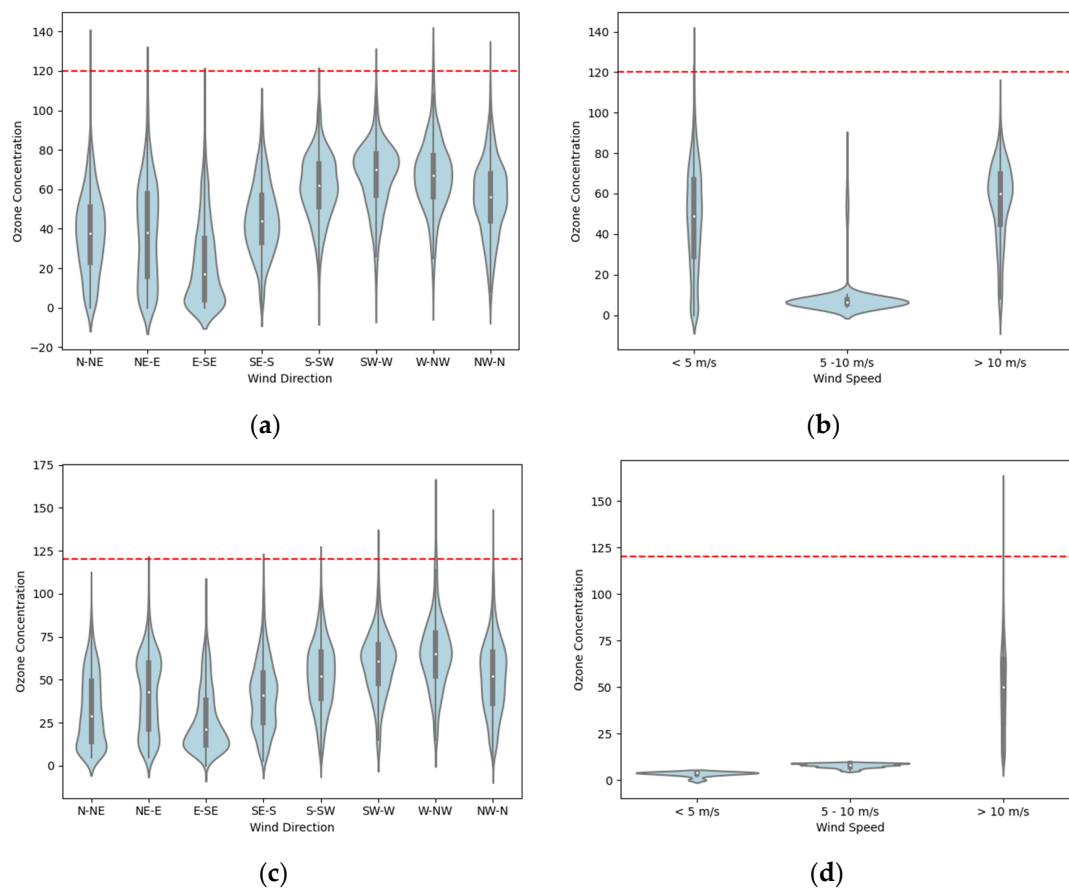 140
120
100
80
60
40
20
0
−20
Ozone Concentration
N-NE NE-E E-SE SE-S S-SW SW-W W-NW NW-N
Wind Direction
(a)
140
120
100
80
60
40
20
0
Ozone Concentration
< 5 m/s 5 -10 m/s > 10 m/s
Wind Speed
(b)
175
150
125
100
75
50
25
0
Ozone Concentration
N-NE NE-E E-SE SE-S S-SW SW-W W-NW NW-N
Wind Direction
(c)
150
125
100
75
50
25
0
Ozone Concentration
< 5 m/s 5 - 10 m/s > 10 m/s
Wind Speed
(d)